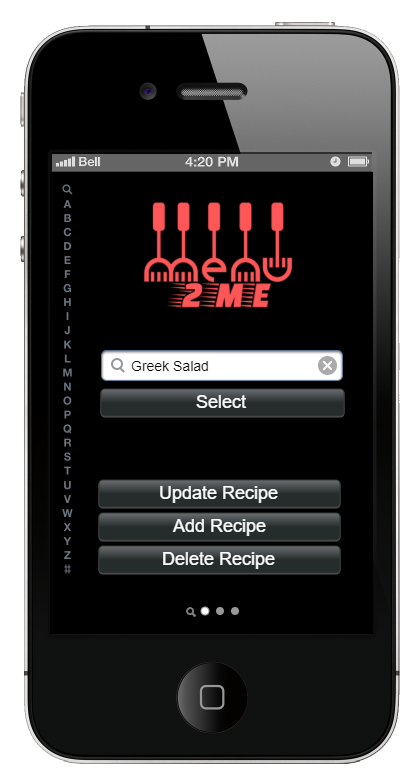 Bell 4:20 PM
menu
2 ME
A
B
C
D
E
F
G
H
I
J
K
L
M
N
O
P
Q
R
S
T
U
V
W
X
Y
Z
#
Greek Salad
Select
Update Recipe
Add Recipe
Delete Recipe